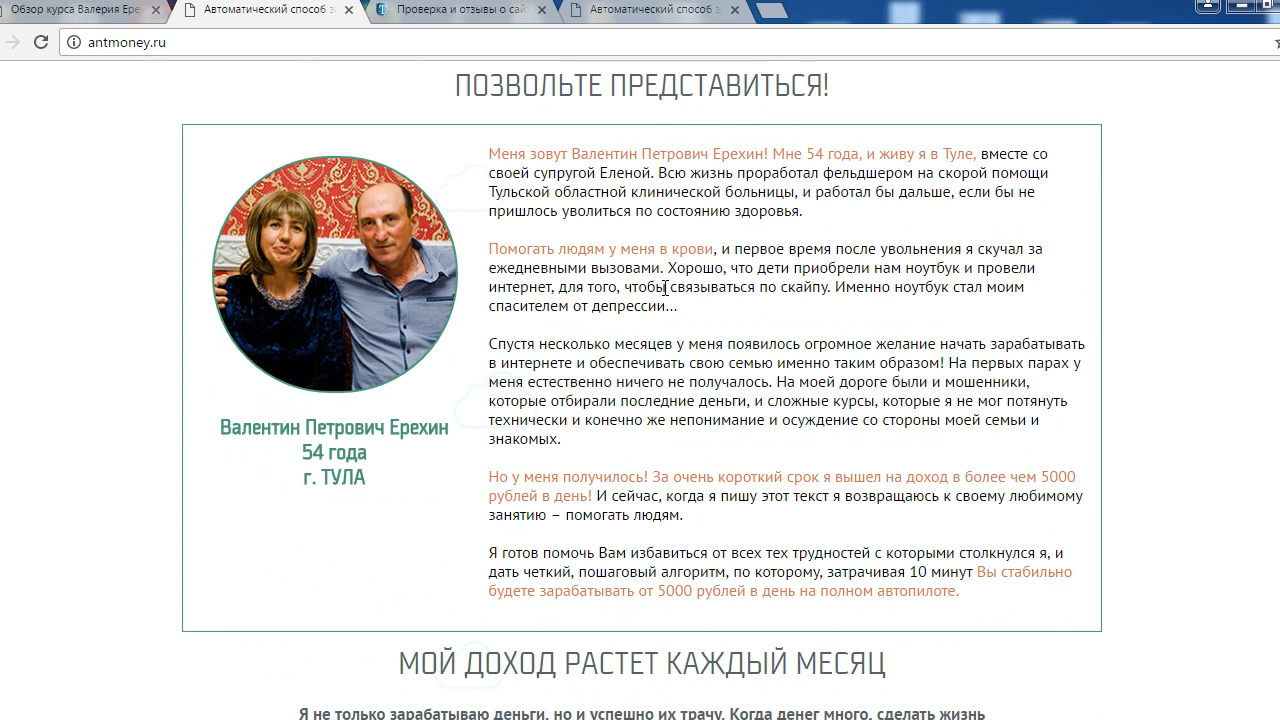 Обзор курса Валерия Ере
Автоматический способ з
Проверка и отзывы о сай
Автоматический способ з
antmoney.ru
ПОЗВОЛЬТЕ ПРЕДСТАВИТЬСЯ!
Меня зовут Валентин Петрович Ерехин! Мне 54 года, и живу я в Туле, вместе со
своей супругой Еленой. Всю жизнь проработал фельдшером на скорой помощи
Тульской областной клинической больницы, и работал бы дальше, если бы не
пришлось уволиться по состоянию здоровья.
Помогать людям у меня в крови, и первое время после увольнения я скучал за
ежедневными вызовами. Хорошо, что дети приобрели нам ноутбук и провели
интернет, для того, чтобы связываться по скайпу. Именно ноутбук стал моим
спасителем от депрессии...
Спустя несколько месяцев у меня появилось огромное желание начать зарабатывать
в интернете и обеспечивать свою семью именно таким образом! На первых парах у
меня естественно ничего не получалось. На моей дороге были и мошенники,
которые отбирали последние деньги, и сложные курсы, которые я не мог потянуть
технически и конечно же непонимание и осуждение со стороны моей семьи и
знакомых.
Но у меня получилось! За очень короткий срок я вышел на доход в более чем 5000
рублей в день! И сейчас, когда я пишу этот текст я возвращаюсь к своему любимому
занятию – помогать людям.
Я готов помочь Вам избавиться от всех тех трудностей с которыми столкнулся я, и
дать четкий, пошаговый алгоритм, по которому, затрачивая 10 минут Вы стабильно
будете зарабатывать от 5000 рублей в день на полном автопилоте.
Валентин Петрович Ерехин
54 года
г. ТУЛА
МОЙ ДОХОД РАСТЕТ КАЖДЫЙ МЕСЯЦ
Я не только зарабатываю деньги, но и успешно их трачу. Когда денег много, сделать жизнь